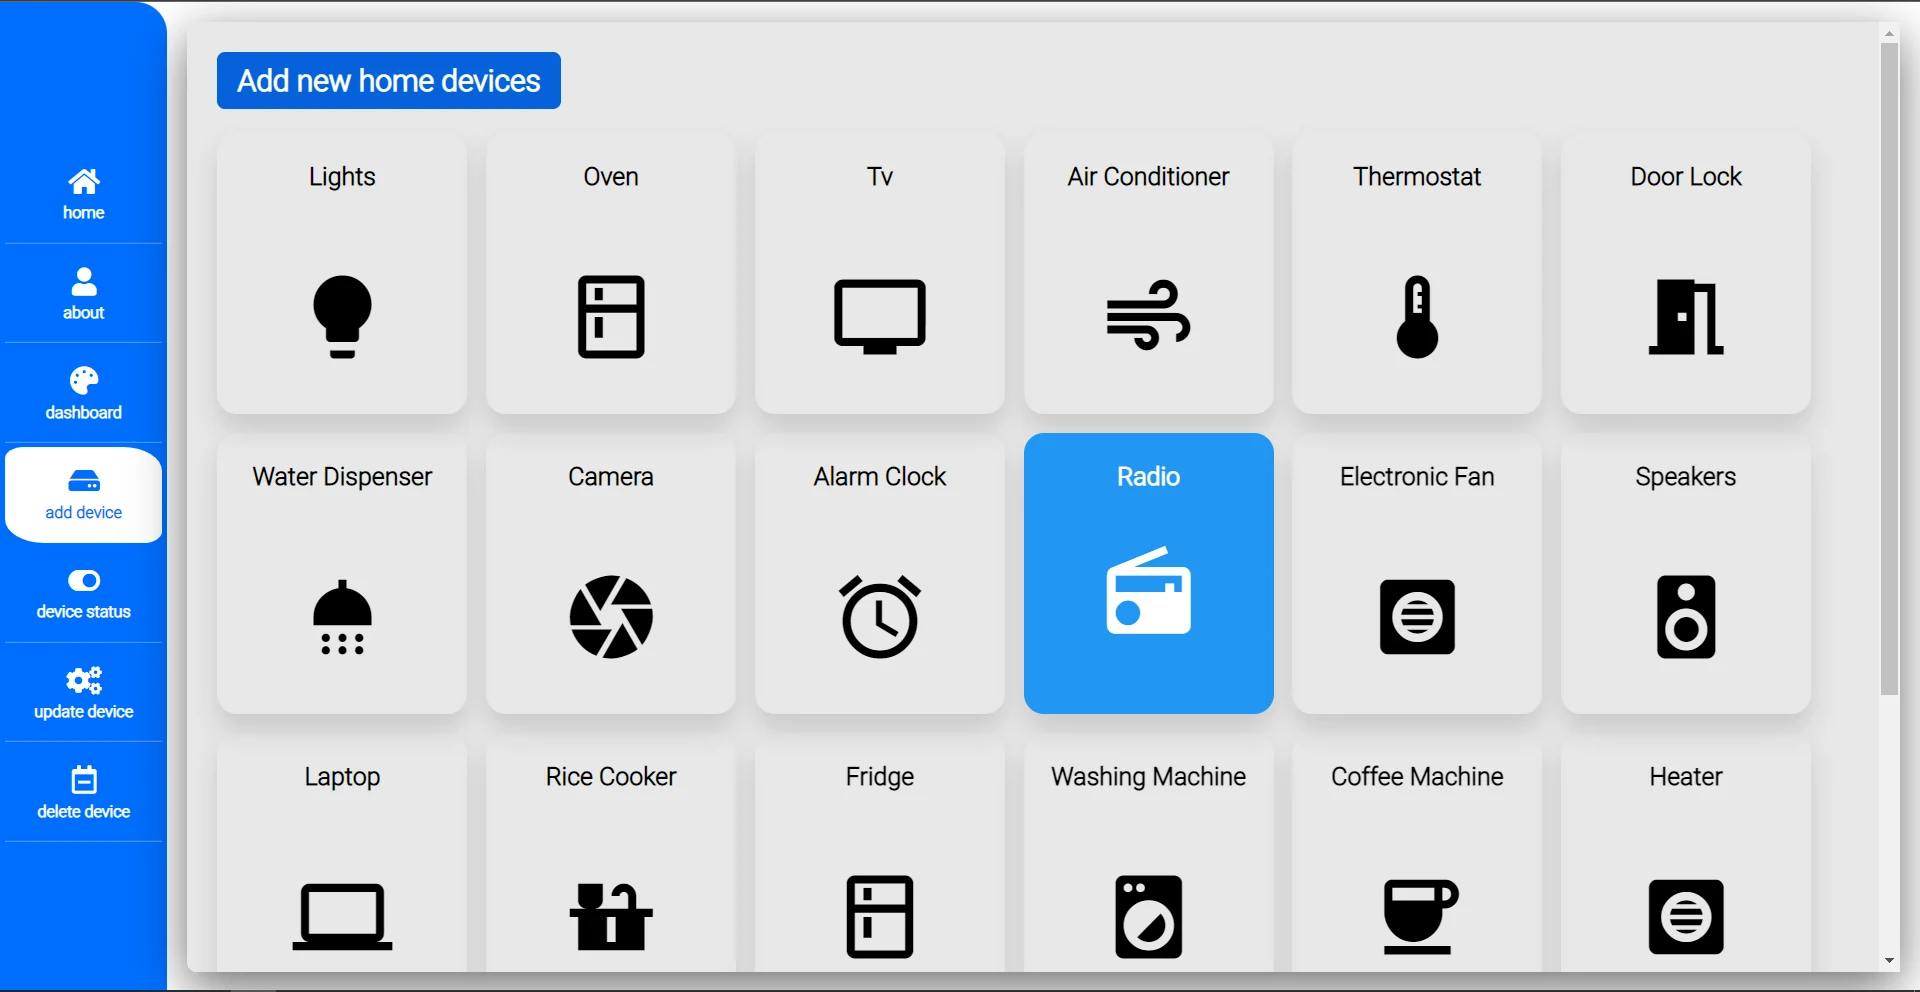 home
about
dashboard
add device
device status
update device
delete device
Add new home devices
Lights
Oven
Tv
Air Conditioner
Thermostat
Door Lock
Water Dispenser
Camera
Alarm Clock
Radio
Electronic Fan
Speakers
Laptop
Rice Cooker
Fridge
Washing Machine
Coffee Machine
Heater